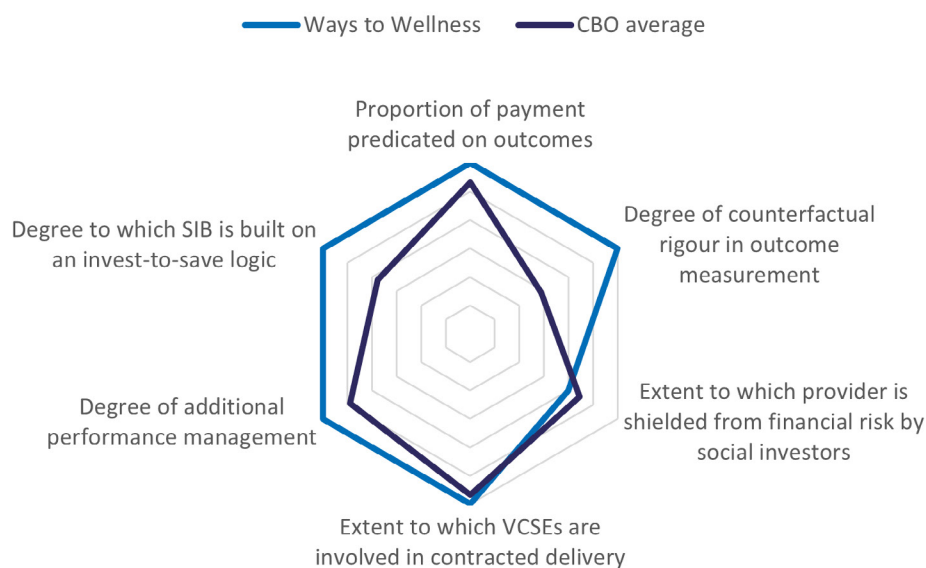 Ways to Wellness
CBO average
Proportion of payment
predicated on outcomes
Degree of counterfactual
rigour in outcome
measurement
Extent to which provider is
shielded from financial risk by
social investors
Extent to which VCSEs are
involved in contracted delivery
Degree of additional
performance management
Degree to which SIB is built on
an invest-to-save logic